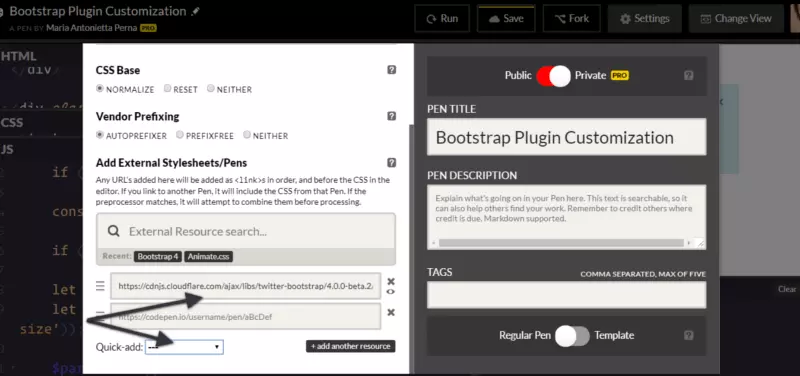 Bootstrap Plugin Customization
A PEN BY Maria Antonietta Perna PRO
Run
Save
Fork
Settings
Change View
HTML
</div>
CSS
JS
if (
cons
if (
let
let
size'))
$pa
Clear
CSS Base ?
NORMALIZE RESET NEITHER
Vendor Prefixing ?
AUTOPREFIXER PREFIXFREE NEITHER
Add External Stylesheets/Pens ?
Any URL's added here will be added as <link>s in order, and before the CSS in the
editor. If you link to another Pen, it will include the CSS from that Pen. If the
preprocessor matches, it will attempt to combine them before processing.
External Resource search...
Recent: Bootstrap 4 Animate.css
https://cdnjs.cloudflare.com/ajax/libs/twitter-bootstrap/4.0.0-beta.2/
https://codepen.io/username/pen/aBcDef
Quick-add: --- + add another resource
Public Private PRO ?
PEN TITLE
Bootstrap Plugin Customization
PEN DESCRIPTION
Explain what's going on in your Pen here. This text is searchable, so it
can also help others find your work. Remember to credit others where
credit is due. Markdown supported.
TAGS COMMA SEPARATED, MAX OF FIVE
Regular Pen Template ?